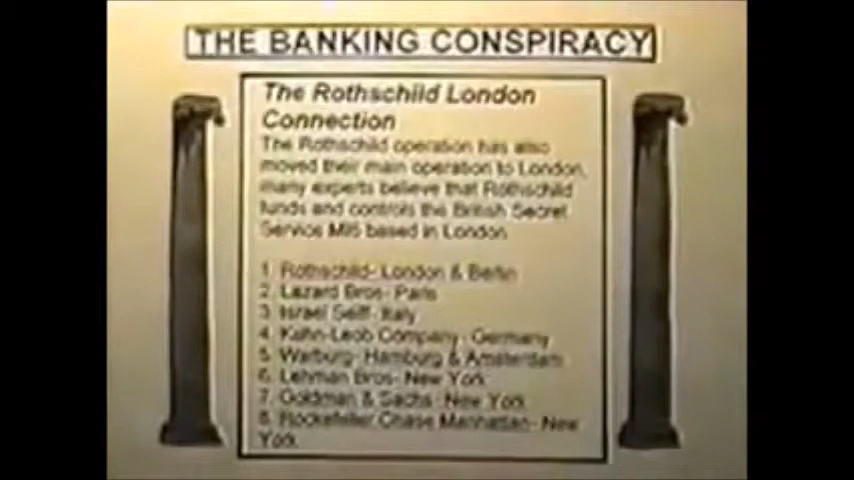 THE BANKING CONSPIRACY
The Rothschild London
Connection
The Rothschild operation has also
moved their main operation to London,
many experts believe that Rothschild
funds and controls the British Secret
Service MI5 based in London
1 Rothschild- London & Berlin
2 Lazard Bros- Paris
3 Israel Seiff- Italy
4 Kuhn-Leob Company- Germany
5 Warburg- Hamburg & Amsterdam
6 Lehman Bros- New York
7 Goldman & Sachs- New York
8 Rockefeller Chase Manhattan- New
York